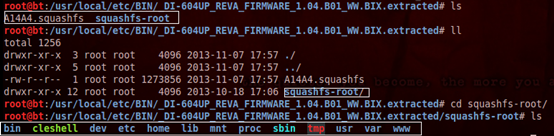 root@bt:/usr/local/etc/BIN/_DI-604UP_REVA_FIRMWARE_1.04.B01_WW.BIX.extracted# ls
A14A4.squashfs  squashfs-root
root@bt:/usr/local/etc/BIN/_DI-604UP_REVA_FIRMWARE_1.04.B01_WW.BIX.extracted# ll
total 1256
drwxr-xr-x  3 root root    4096 2013-11-07 17:57 ./
drwxr-xr-x  5 root root    4096 2013-11-07 17:57 ../
-rw-r--r--  1 root root 1273856 2013-11-07 17:57 A14A4.squashfs
drwxr-xr-x 12 root root    4096 2013-10-18 17:06 squashfs-root/
root@bt:/usr/local/etc/BIN/_DI-604UP_REVA_FIRMWARE_1.04.B01_WW.BIX.extracted# cd squashfs-root/
root@bt:/usr/local/etc/BIN/_DI-604UP_REVA_FIRMWARE_1.04.B01_WW.BIX.extracted/squashfs-root# ls
bin  cleshell  dev  etc  home  lib  mnt  proc  sbin  tmp  usr  var  www